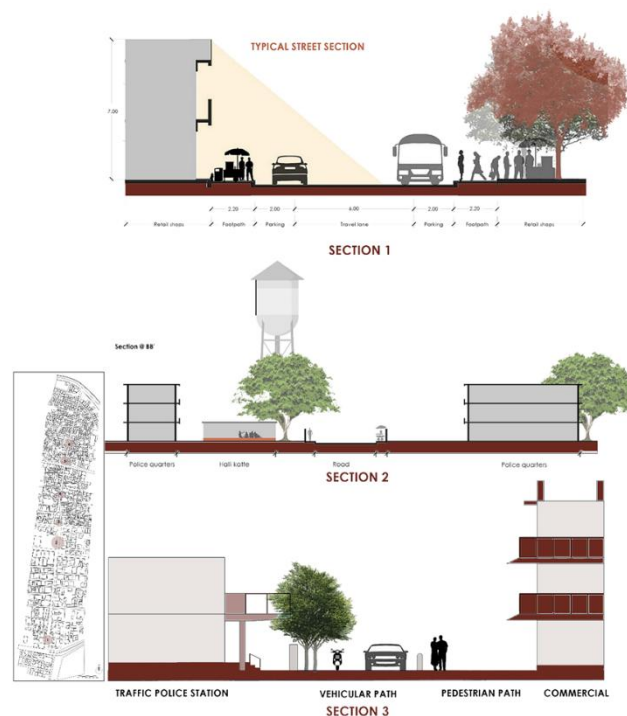 TYPICAL STREET SECTION
7.00
2.20 2.00 6.00 2.00 2.20
Retail shops Footpath Parking Travel lane Parking Footpath Retail shops
SECTION 1
Section @ BB'
Police quarters Halli katte Road Police quarters
SECTION 2
TRAFFIC POLICE STATION VEHICULAR PATH PEDESTRIAN PATH COMMERCIAL
SECTION 3